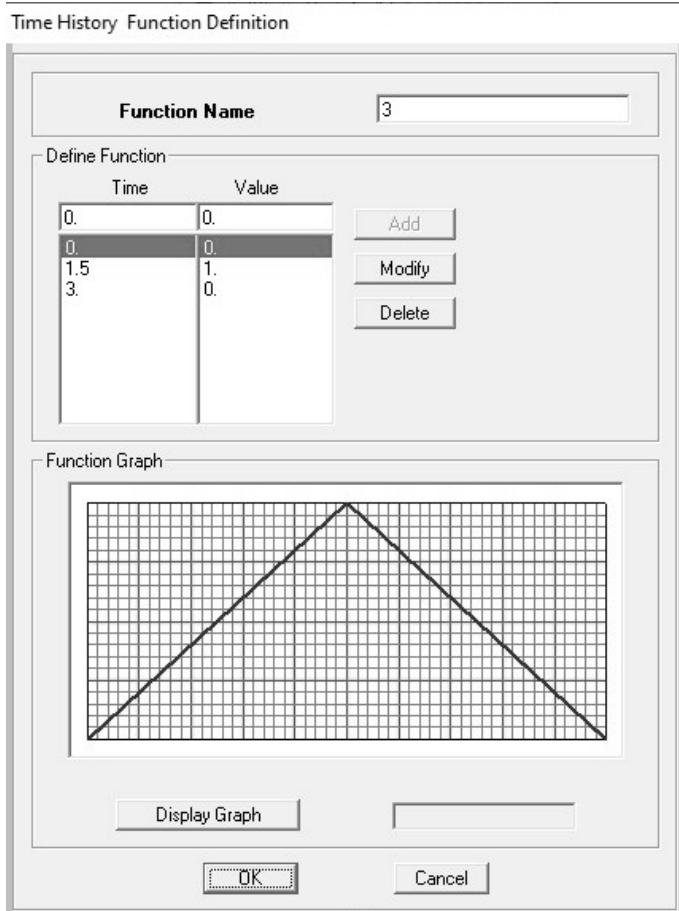 Time History Function Definition
Function Name 3
Define Function
Time Value
0. 0.
0. 0.
1.5 1.
3. 0.
Add
Modify
Delete
Function Graph
Display Graph
OK Cancel